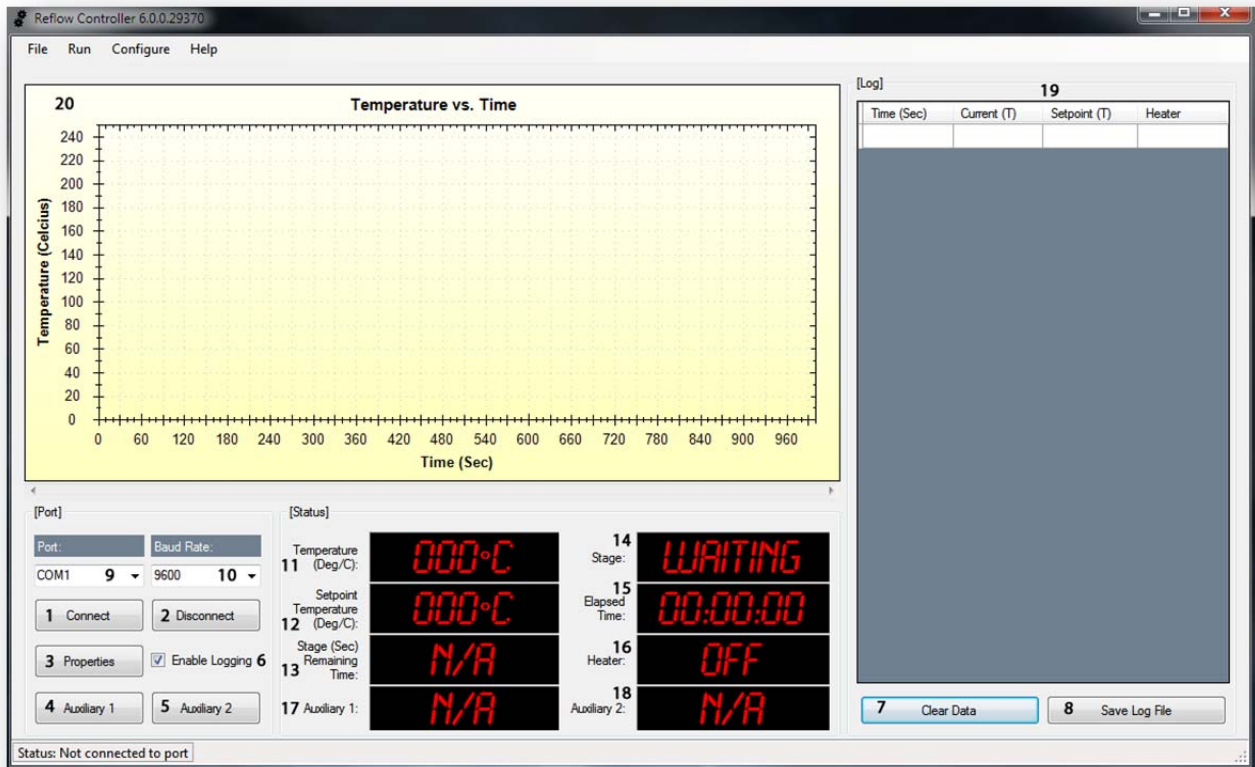 Reflow Controller 6.0.0.29370
File Run Configure Help
20 Temperature vs. Time
Temperature (Celcius)
240
220
200
180
160
140
120
100
80
60
40
20
0
0 60 120 180 240 300 360 420 480 540 600 660 720 780 840 900 960
Time (Sec)
[Log]
19
Time (Sec) Current (T) Setpoint (T) Heater
[Port]
Port: Baud Rate:
COM1 9 9600 10
1 Connect 2 Disconnect
3 Properties Enable Logging 6
4 Auxiliary 1 5 Auxiliary 2
[Status]
Temperature
11 (Deg/C):
000°C
Setpoint
Temperature
12 (Deg/C):
000°C
Stage (Sec)
Remaining
13 Time:
N/A
17 Auxiliary 1:
N/A
14
Stage:
WAITING
15
Elapsed
Time:
00:00:00
16
Heater:
OFF
18
Auxiliary 2:
N/A
7 Clear Data 8 Save Log File
Status: Not connected to port